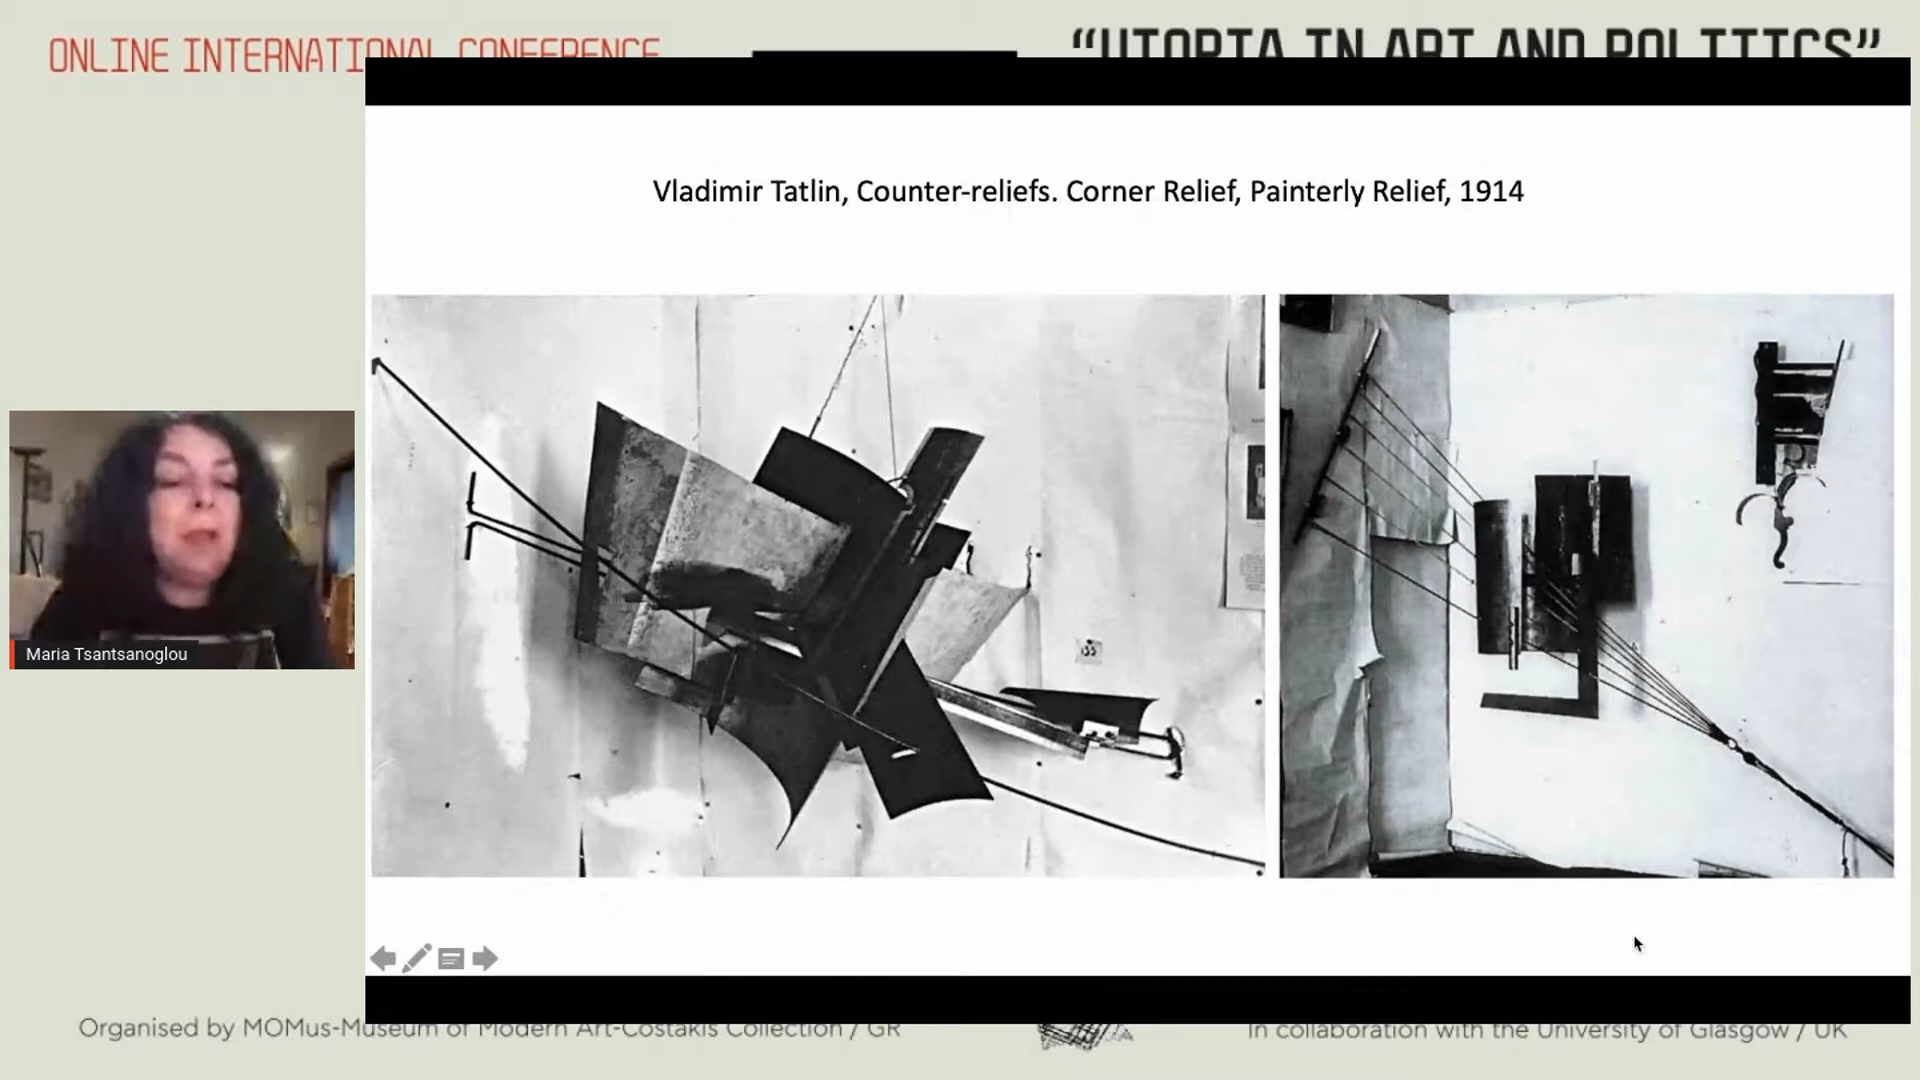 ONLINE INTERNATIONAL CONFERENCE
“UTOPIA IN ART AND POLITICS”
Vladimir Tatlin, Counter-reliefs. Corner Relief, Painterly Relief, 1914
Maria Tsantsanoglou
Organised by MOMus-Museum of Modern Art-Costakis Collection / GR
In collaboration with the University of Glasgow / UK